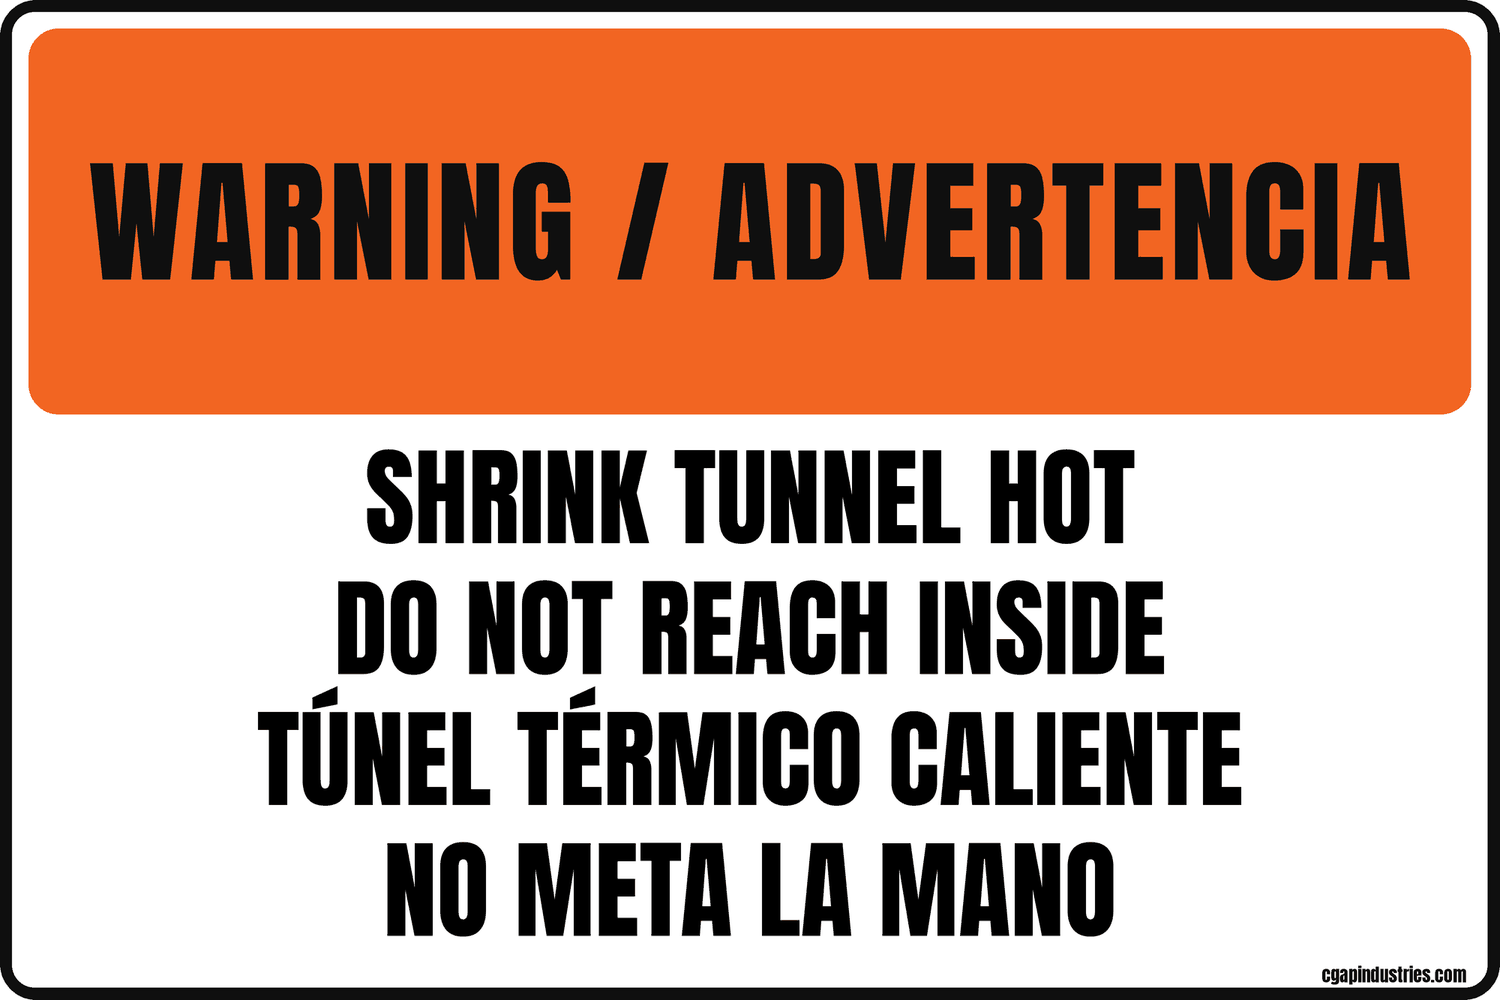 WARNING / ADVERTENCIA
SHRINK TUNNEL HOT
DO NOT REACH INSIDE
TÚNEL TÉRMICO CALIENTE
NO META LA MANO
cgapindustries.com